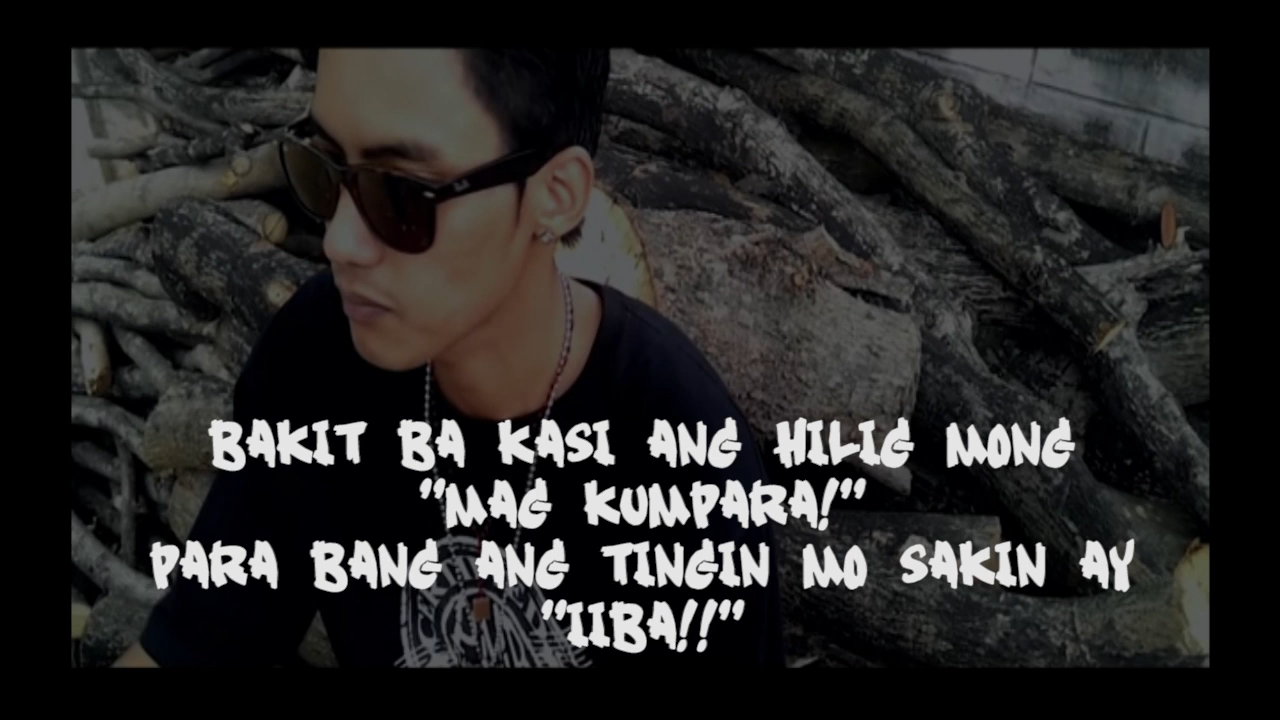 BAKIT BA KASI ANG HILIG MONG
"MAG KUMPARA!"
PARA BANG ANG TINGIN MO SAKIN AY
"IIBA!!"